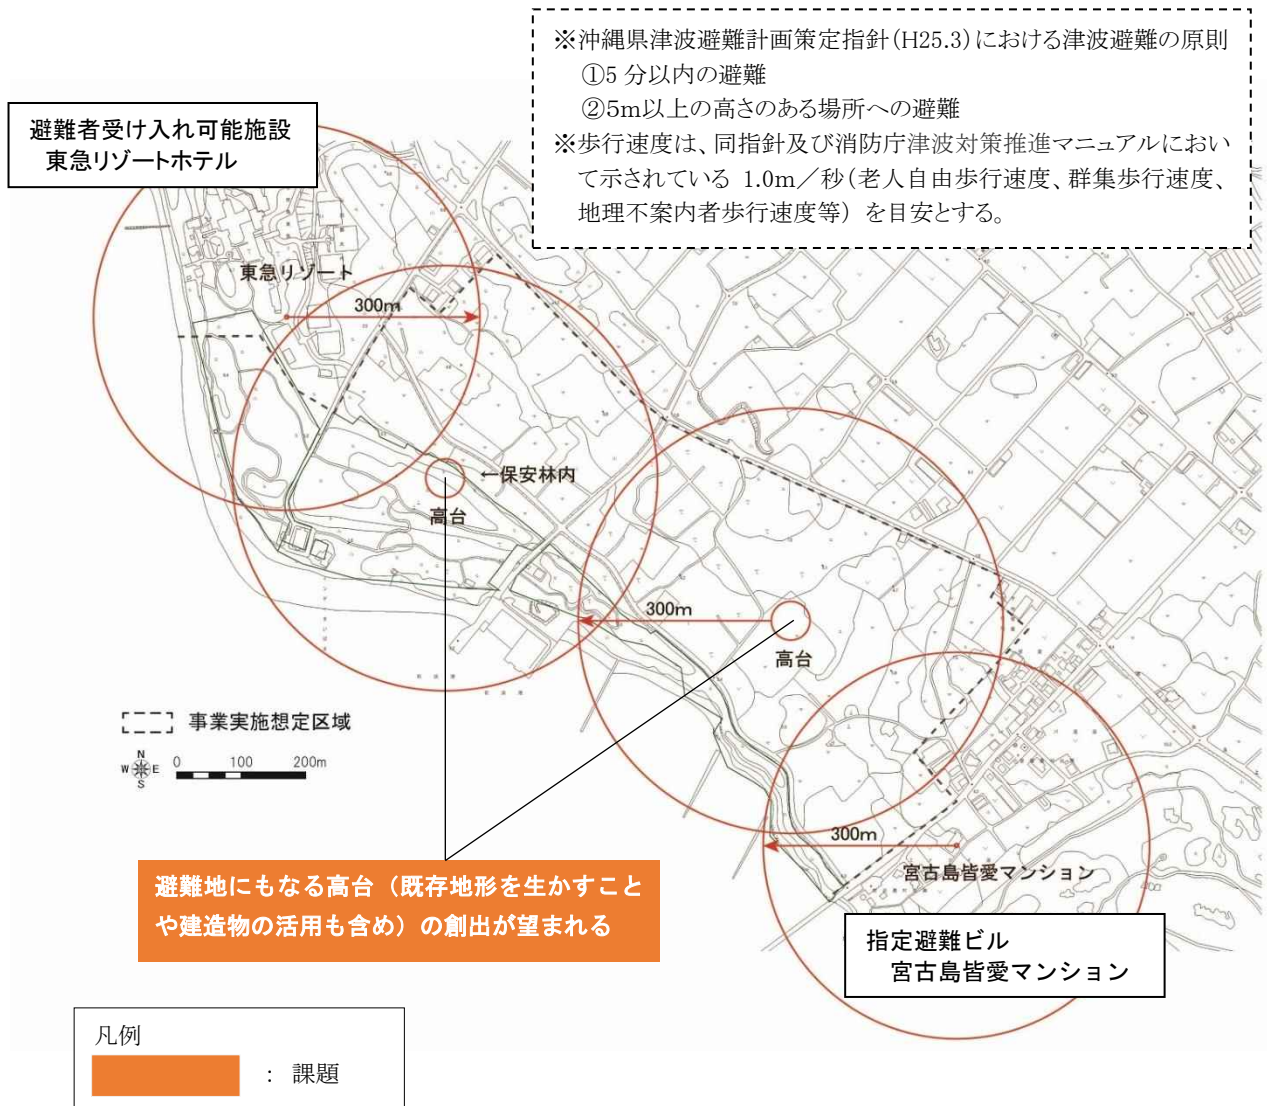 ※沖縄県津波避難計画策定指針(H25.3)における津波避難の原則
①5 分以内の避難
②5m以上の高さのある場所への避難
※歩行速度は、同指針及び消防庁津波対策推進マニュアルにおい
て示されている 1.0m／秒(老人自由歩行速度、群集歩行速度、
地理不案内者歩行速度等) を目安とする。
避難者受け入れ可能施設
東急リゾートホテル
東急リゾート
300m
←保安林内
高台
300m
高台
事業実施想定区域
N
W E
S
0 100 200m
300m
宮古島皆愛マンション
避難地にもなる高台（既存地形を生かすこと
や建造物の活用も含め）の創出が望まれる
指定避難ビル
宮古島皆愛マンション
凡例
： 課題